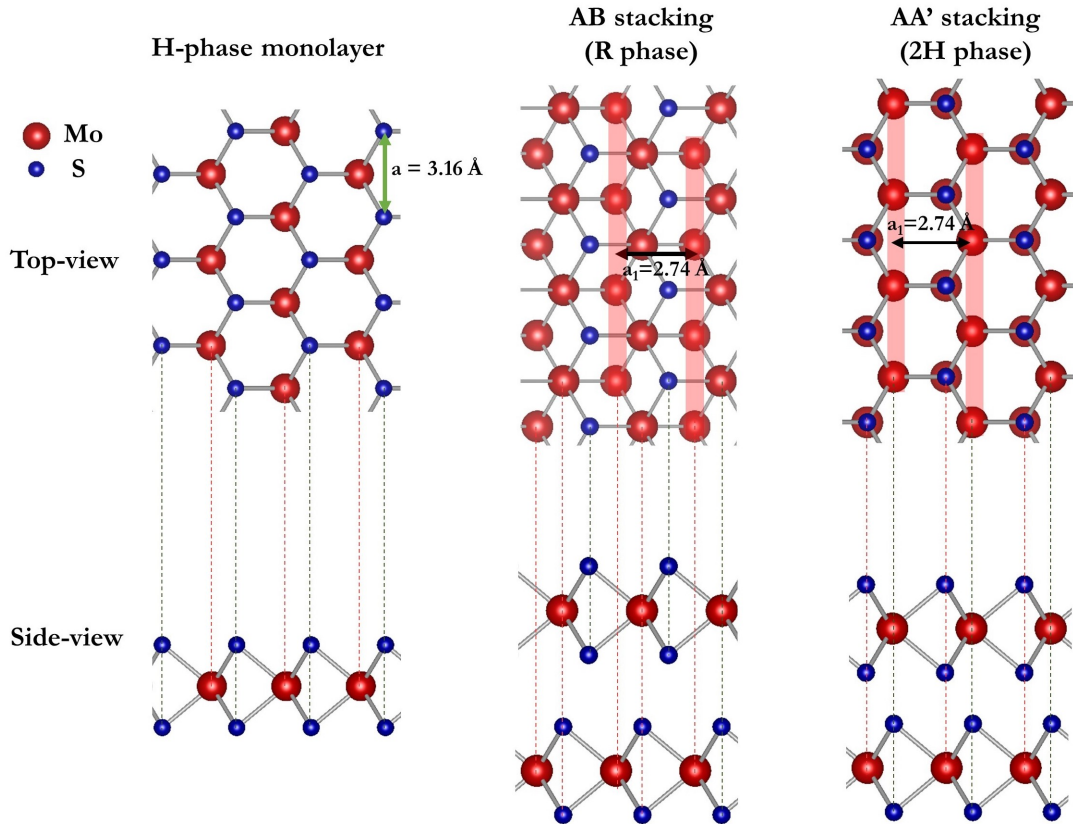 H-phase monolayer
AB stacking
(R phase)
AA’ stacking
(2H phase)
Mo
S
a = 3.16 Å
Top-view
a₁=2.74 Å
a₁=2.74 Å
Side-view